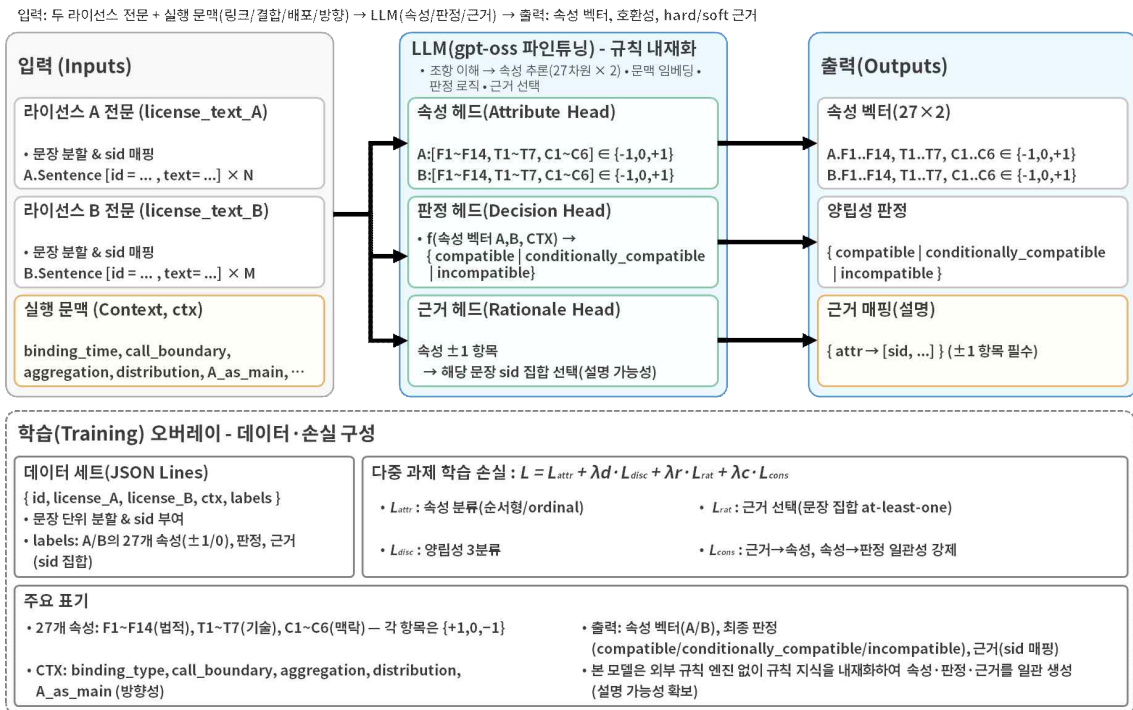 입력: 두 라이선스 전문 + 실행 문맥(링크/결합/배포/방향) → LLM(속성/판정/근거) → 출력: 속성 벡터, 호환성, hard/soft 근거
입력 (Inputs)
라이선스 A 전문 (license_text_A)
• 문장 분할 & sid 매핑
A.Sentence [id = ... , text= ...] × N
라이선스 B 전문 (license_text_B)
• 문장 분할 & sid 매핑
B.Sentence [id = ... , text= ...] × M
실행 문맥 (Context, ctx)
binding_time, call_boundary,
aggregation, distribution, A_as_main, ···
LLM(gpt-oss 파인튜닝) - 규칙 내재화
• 조항 이해 → 속성 추론(27차원 × 2) • 문맥 임베딩 •
판정 로직 • 근거 선택
속성 헤드(Attribute Head)
A:[F1~F14, T1~T7, C1~C6] ∈ {-1,0,+1}
B:[F1~F14, T1~T7, C1~C6] ∈ {-1,0,+1}
판정 헤드(Decision Head)
• f(속성 벡터 A,B, CTX) →
{ compatible | conditionally_compatible
| incompatible}
근거 헤드(Rationale Head)
속성 ±1 항목
→ 해당 문장 sid 집합 선택(설명 가능성)
출력(Outputs)
속성 벡터(27×2)
A.F1..F14, T1..T7, C1..C6 ∈ {-1,0,+1}
B.F1..F14, T1..T7, C1..C6 ∈ {-1,0,+1}
양립성 판정
{ compatible | conditionally_compatible
| incompatible }
근거 매핑(설명)
{ attr → [sid, ...] } (±1 항목 필수)
학습(Training) 오버레이 - 데이터·손실 구성
데이터 세트(JSON Lines)
{ id, license_A, license_B, ctx, labels }
• 문장 단위 분할 & sid 부여
• labels: A/B의 27개 속성(±1/0), 판정, 근거
(sid 집합)
다중 과제 학습 손실 : L = Lattr + λd · Ldisc + λr · Lrat + λc · Lcons
• Lattr : 속성 분류(순서형/ordinal)
• Lrat : 근거 선택(문장 집합 at-least-one)
• Ldisc : 양립성 3분류
• Lcons : 근거→속성, 속성→판정 일관성 강제
주요 표기
• 27개 속성: F1~F14(법적), T1~T7(기술), C1~C6(맥락) — 각 항목은 {+1,0,−1}
• CTX: binding_type, call_boundary, aggregation, distribution,
A_as_main (방향성)
• 출력: 속성 벡터(A/B), 최종 판정
(compatible/conditionally_compatible/incompatible), 근거(sid 매핑)
• 본 모델은 외부 규칙 엔진 없이 규칙 지식을 내재화하여 속성·판정·근거를 일관 생성
(설명 가능성 확보)